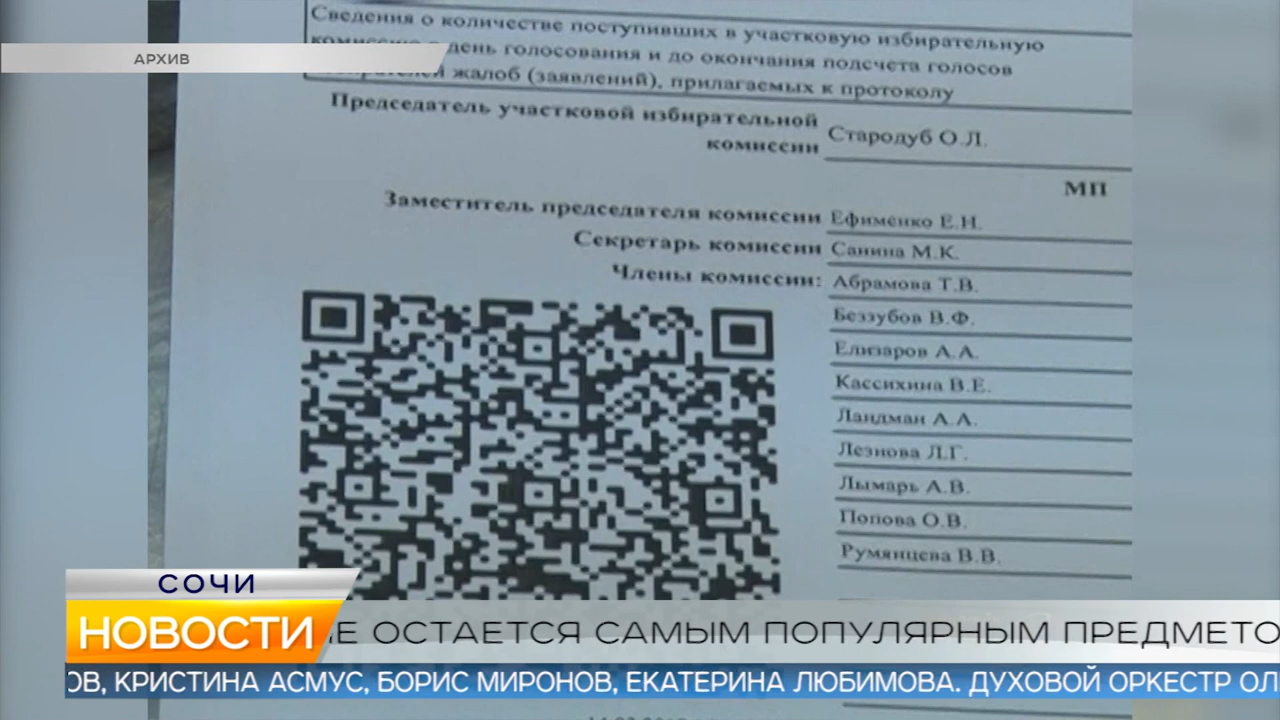 Сведения о количестве поступивших в участковую избирательную
день голосования и до окончания подсчета голосов
АРХИВ
жалоб (заявлений), прилагаемых к протоколу
Председатель участковой избирательной
комиссии Стародуб О.Л.
МП
Заместитель председателя комиссии Ефименко Е.Н.
Секретарь комиссии Санина М.К.
Члены комиссии: Абрамова Т.В.
Беззубов В.Ф.
Елизаров А.А.
Кассихина В.Е.
Ландман А.А.
Лезнова Л.Г.
Лымарь А.В.
Попова О.В.
Румянцева В.В.
СОЧИ
НОВОСТИ
НЕ ОСТАЕТСЯ САМЫМ ПОПУЛЯРНЫМ ПРЕДМЕТО
ОВ, КРИСТИНА АСМУС, БОРИС МИРОНОВ, ЕКАТЕРИНА ЛЮБИМОВА. ДУХОВОЙ ОРКЕСТР ОЛ